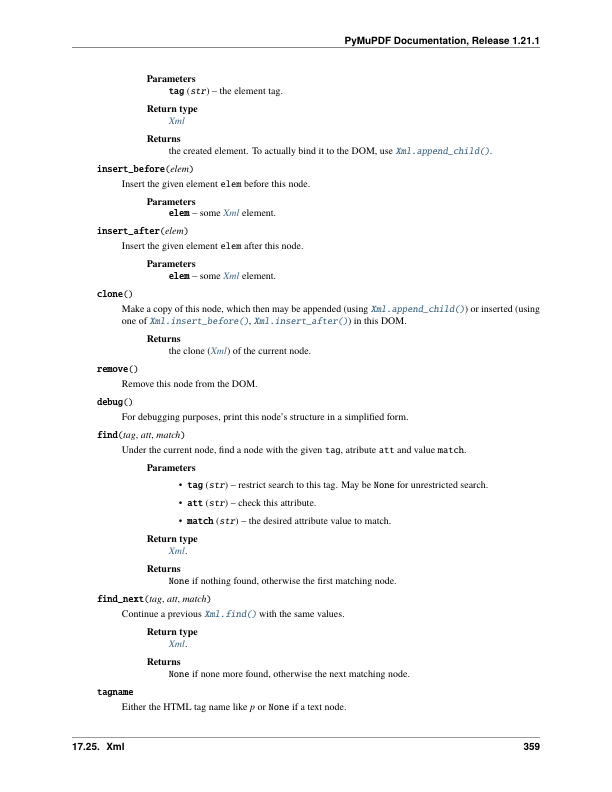 PyMuPDF Documentation, Release 1.21.1
Parameters
tag (str) – the element tag.
Return type
Xml
Returns
the created element. To actually bind it to the DOM, use Xml.append_child().
insert_before(elem)
Insert the given element elem before this node.
Parameters
elem – some Xml element.
insert_after(elem)
Insert the given element elem after this node.
Parameters
elem – some Xml element.
clone()
Make a copy of this node, which then may be appended (using Xml.append_child()) or inserted (using
one of Xml.insert_before(), Xml.insert_after()) in this DOM.
Returns
the clone (Xml) of the current node.
remove()
Remove this node from the DOM.
debug()
For debugging purposes, print this node's structure in a simplified form.
find(tag, att, match)
Under the current node, find a node with the given tag, atribute att and value match.
Parameters
• tag (str) – restrict search to this tag. May be None for unrestricted search.
• att (str) – check this attribute.
• match (str) – the desired attribute value to match.
Return type
Xml.
Returns
None if nothing found, otherwise the first matching node.
find_next(tag, att, match)
Continue a previous Xml.find() with the same values.
Return type
Xml.
Returns
None if none more found, otherwise the next matching node.
tagname
Either the HTML tag name like p or None if a text node.
17.25. Xml
359